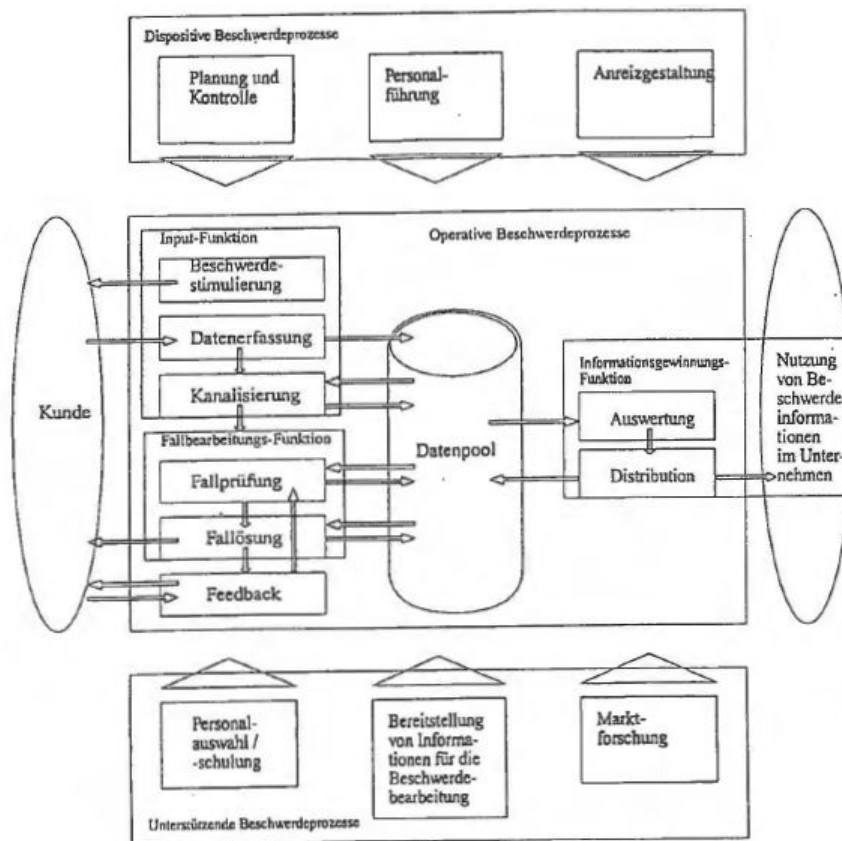 Dispositive Beschwerdeprozesse
Planung und
Kontrolle
Personal-
führung
Anreizgestaltung
Operative Beschwerdeprozesse
Input-Funktion
Beschwerde-
stimulierung
Datenerfassung
Kanalisierung
Fallbearbeitungs-Funktion
Fallprüfung
Fallösung
Feedback
Kunde
Datenpool
Informationsgewinnungs-
Funktion
Auswertung
Distribution
Nutzung
von Be-
schwerde
informa-
tionen
im Unter-
nehmen
Personal-
auswahl /
-schulung
Bereitstellung
von Informa-
tionen für die
Beschwerde-
bearbeitung
Markt-
forschung
Unterstützende Beschwerdeprozesse